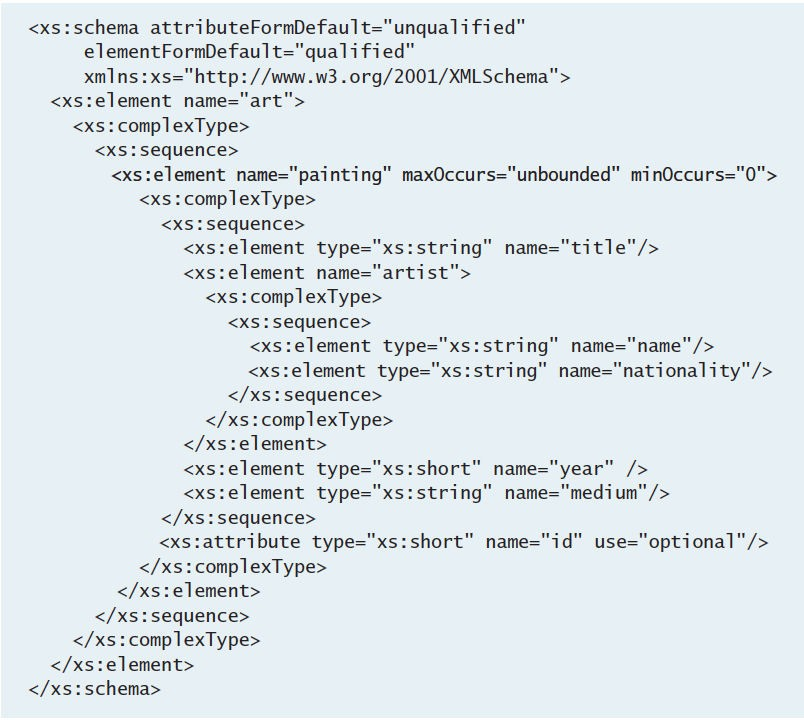 <xs:schema attributeFormDefault="unqualified"
elementFormDefault="qualified"
xmlns:xs="http://www.w3.org/2001/XMLSchema">
<xs:element name="art">
<xs:complexType>
<xs:sequence>
<xs:element name="painting" maxOccurs="unbounded" minOccurs="0">
<xs:complexType>
<xs:sequence>
<xs:element type="xs:string" name="title"/>
<xs:element name="artist">
<xs:complexType>
<xs:sequence>
<xs:element type="xs:string" name="name"/>
<xs:element type="xs:string" name="nationality"/>
</xs:sequence>
</xs:complexType>
</xs:element>
<xs:element type="xs:short" name="year" />
<xs:element type="xs:string" name="medium"/>
</xs:sequence>
<xs:attribute type="xs:short" name="id" use="optional"/>
</xs:complexType>
</xs:element>
</xs:sequence>
</xs:complexType>
</xs:element>
</xs:schema>